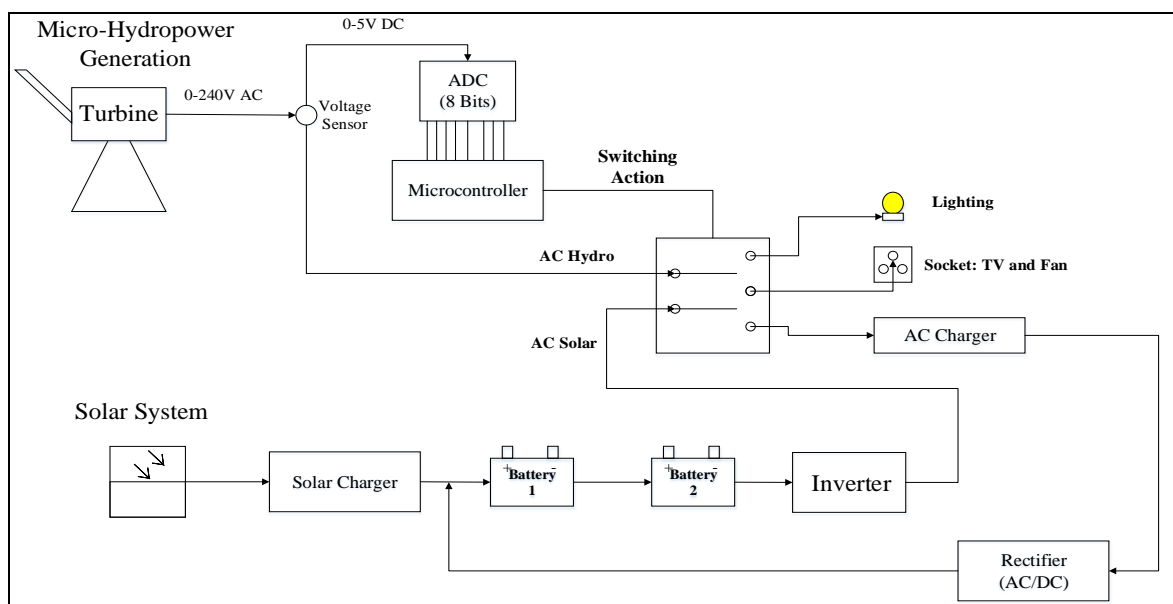 Micro-Hydropower
Generation
Turbine
0-240V AC
0-5V DC
Voltage
Sensor
ADC
(8 Bits)
Microcontroller
Switching
Action
AC Hydro
AC Solar
Lighting
Socket: TV and Fan
AC Charger
Solar System
Solar Charger
+ -
Battery
1
+ -
Battery
2
Inverter
Rectifier
(AC/DC)